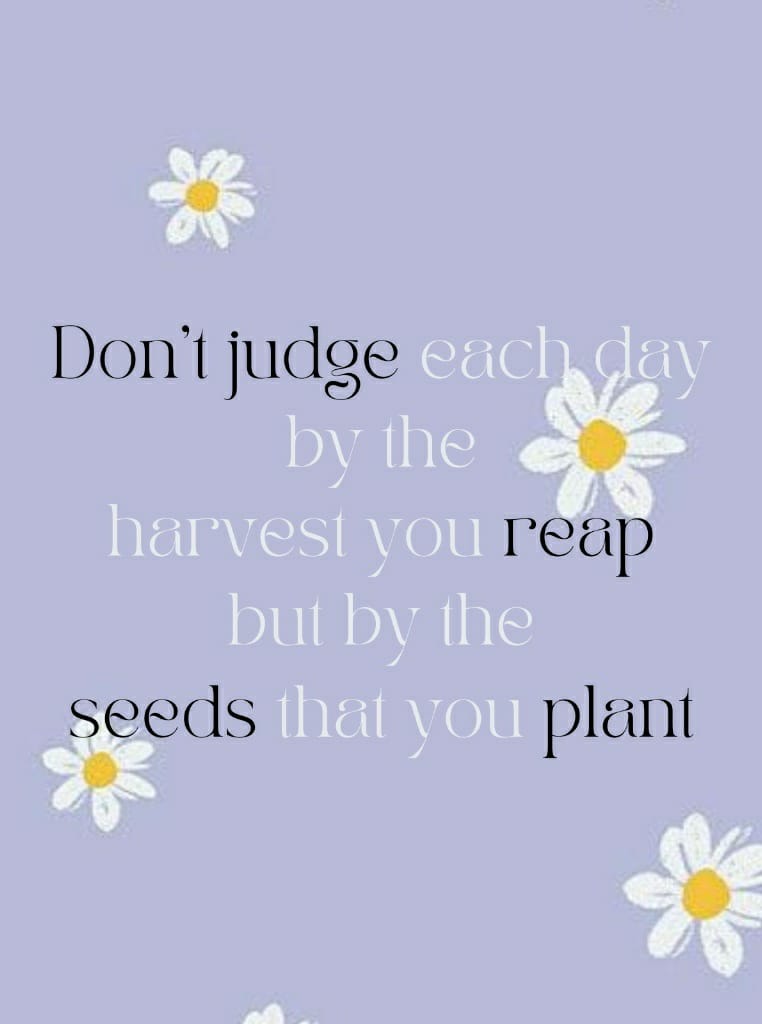 Don't judge each day
by the
harvest you reap
but by the
seeds that you plant